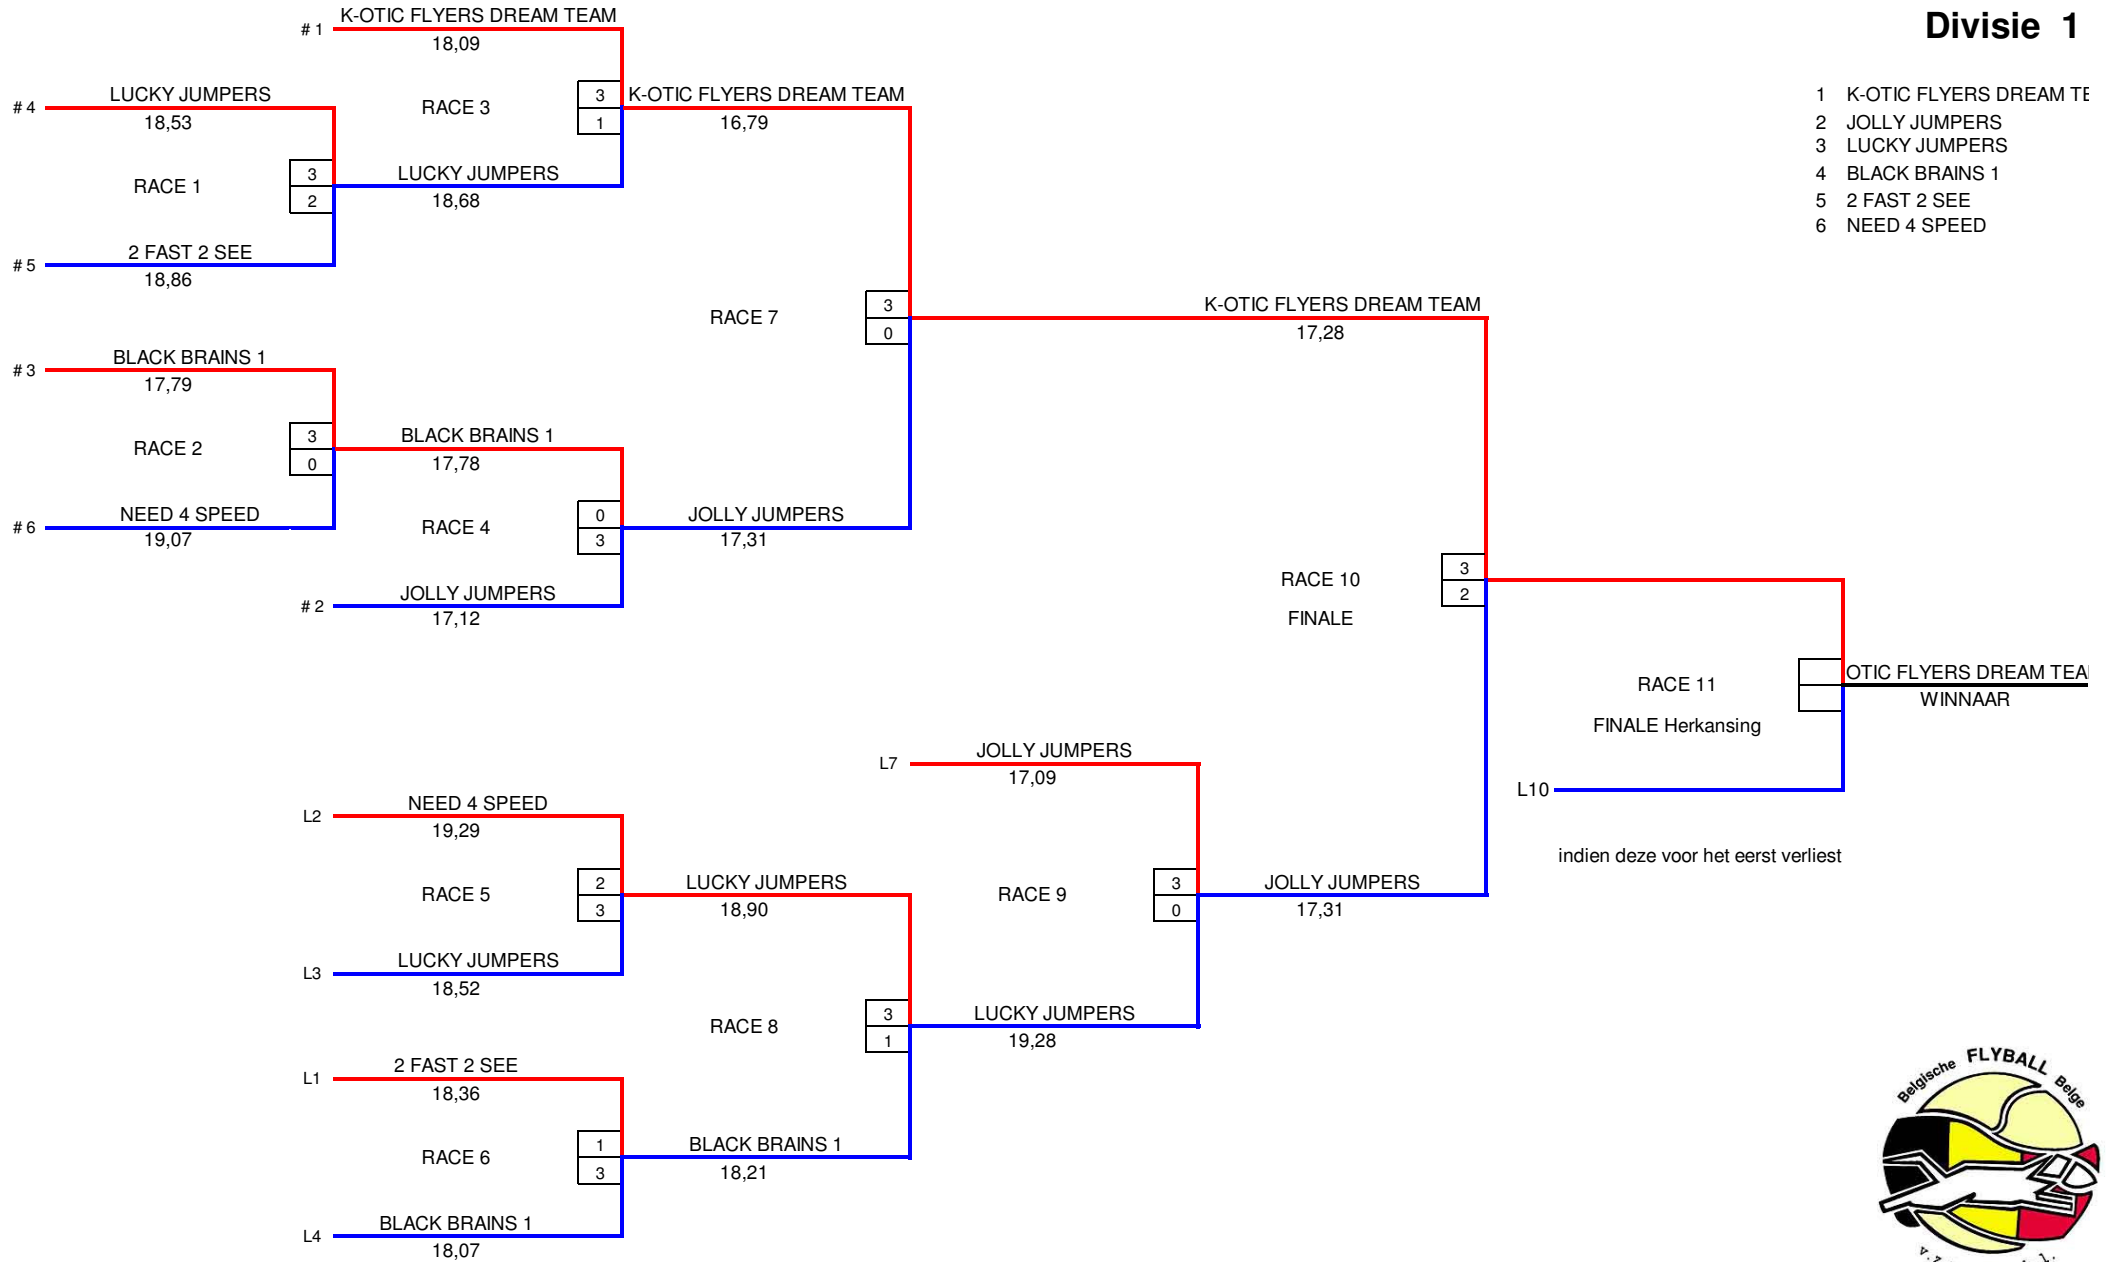 Divisie 1
1 K-OTIC FLYERS DREAM TE
2 JOLLY JUMPERS
3 LUCKY JUMPERS
4 BLACK BRAINS 1
5 2 FAST 2 SEE
6 NEED 4 SPEED
# 1 K-OTIC FLYERS DREAM TEAM
18,09
# 4 LUCKY JUMPERS
18,53
RACE 3
3
1
K-OTIC FLYERS DREAM TEAM
16,79
RACE 1
3
2
LUCKY JUMPERS
18,68
# 5 2 FAST 2 SEE
18,86
RACE 7
3
0
K-OTIC FLYERS DREAM TEAM
17,28
# 3 BLACK BRAINS 1
17,79
RACE 2
3
0
BLACK BRAINS 1
17,78
# 6 NEED 4 SPEED
19,07
RACE 4
0
3
JOLLY JUMPERS
17,31
# 2 JOLLY JUMPERS
17,12
RACE 10
FINALE
3
2
RACE 11
FINALE Herkansing
OTIC FLYERS DREAM TEA
WINNAAR
L10
indien deze voor het eerst verliest
L7 JOLLY JUMPERS
17,09
L2 NEED 4 SPEED
19,29
RACE 5
2
3
LUCKY JUMPERS
18,90
RACE 9
3
0
JOLLY JUMPERS
17,31
L3 LUCKY JUMPERS
18,52
RACE 8
3
1
LUCKY JUMPERS
19,28
L1 2 FAST 2 SEE
18,36
RACE 6
1
3
BLACK BRAINS 1
18,21
L4 BLACK BRAINS 1
18,07
Belgische FLYBALL Belge